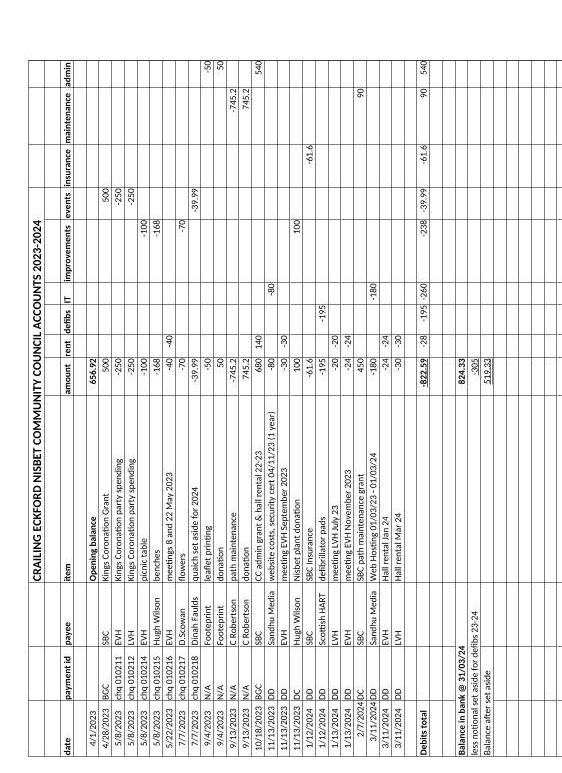 CRAILING ECKFORD NISBET COMMUNITY COUNCIL ACCOUNTS 2023-2024
date payment id payee item amount rent defibs IT improvements events insurance maintenance admin
4/1/2023 Opening balance 656.92
4/28/2023 BGC SBC Kings Coronation Grant 500 500
5/8/2023 chq 010211 EVH Kings Coronation party spending -250 -250
5/8/2023 chq 010212 LVH Kings Coronation party spending -250 -250
5/8/2023 chq 010214 EVH picnic table -100 -100
5/8/2023 chq 010215 Hugh Wilson benches -168 -168
5/22/2023 chq 010216 EVH meetings 8 and 22 May 2023 -40 -40
7/7/2023 chq 010217 D.Scowan flowers -70 -70
7/7/2023 chq 010218 Dinah Faulds quaich set aside for 2024 -39.99 -39.99
9/4/2023 N/A Footeprint leaflet printing -50 -50
9/4/2023 N/A Footeprint donation 50 50
9/13/2023 N/A C Robertson path maintenance -745.2 -745.2
9/13/2023 N/A C Robertson donation 745.2 745.2
10/18/2023 BGC SBC CC admin grant & hall rental 22-23 680 140 540
11/13/2023 DD Sandhu Media website costs, security cert 04/11/23 (1 year) -80 -80
11/13/2023 DD EVH meeting EVH September 2023 -30 -30
11/13/2023 DC Hugh Wilson Nisbet plant donation 100 100
1/12/2024 DD SBC SBC Insurance -61.6 -61.6
1/12/2024 DD Scottish HART defibrillator pads -195 -195
1/13/2024 DD LVH meeting LVH July 23 -20 -20
1/13/2024 DD EVH meeting EVH November 2023 -24 -24
2/7/2024 DC SBC SBC path maintenance grant 450 90
3/11/2024 DD Sandhu Media Web Hosting 01/03/23 - 01/03/24 -180 -180
3/11/2024 DD EVH Hall rental Jan 24 -24 -24
3/11/2024 DD LVH Hall rental Mar 24 -30 -30
Debits total -822.59 -28 -195 -260 -238 -39.99 -61.6 90 540
Balance in bank @ 31/03/24 824.33
less notional set aside for defibs 23-24 -305
Balance after set aside 519.33